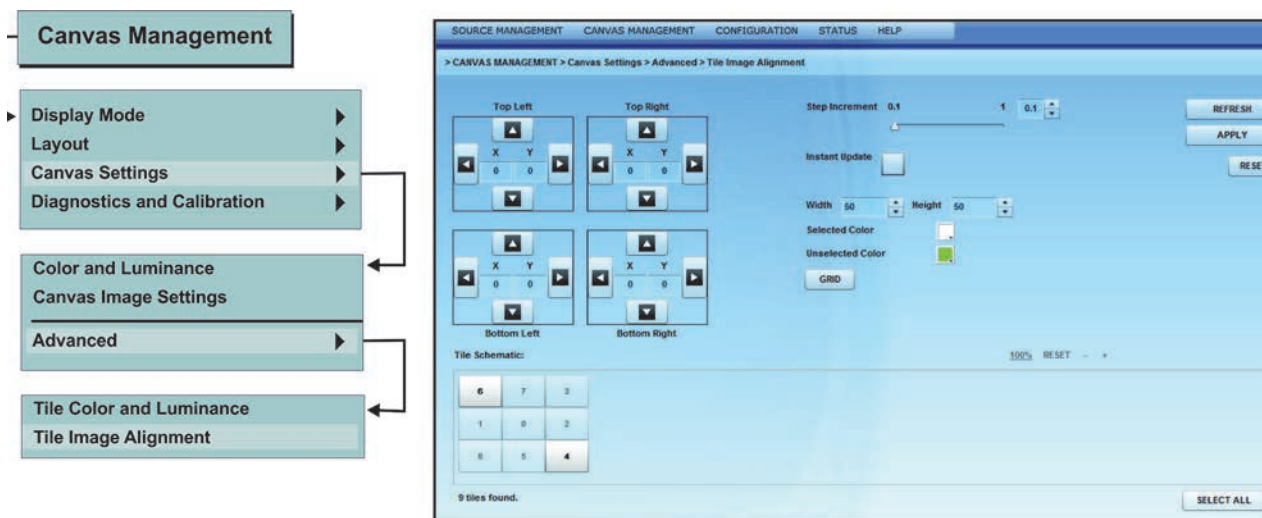 Canvas Management
Display Mode
Layout
Canvas Settings
Diagnostics and Calibration
Color and Luminance
Canvas Image Settings
Advanced
Tile Color and Luminance
Tile Image Alignment
SOURCE MANAGEMENT CANVAS MANAGEMENT CONFIGURATION STATUS HELP
> CANVAS MANAGEMENT > Canvas Settings > Advanced > Tile Image Alignment
Top Left Top Right
X Y X Y
0 0 0 0
X Y X Y
0 0 0 0
Bottom Left Bottom Right
Step Increment 0.1 1 0.1
Instant Update
Width 50 Height 50
Selected Color
Unselected Color
GRID
REFRESH
APPLY
RESE
Tile Schematic:
100% RESET - +
6 7 3
1 0 2
8 5 4
9 tiles found.
SELECT ALL